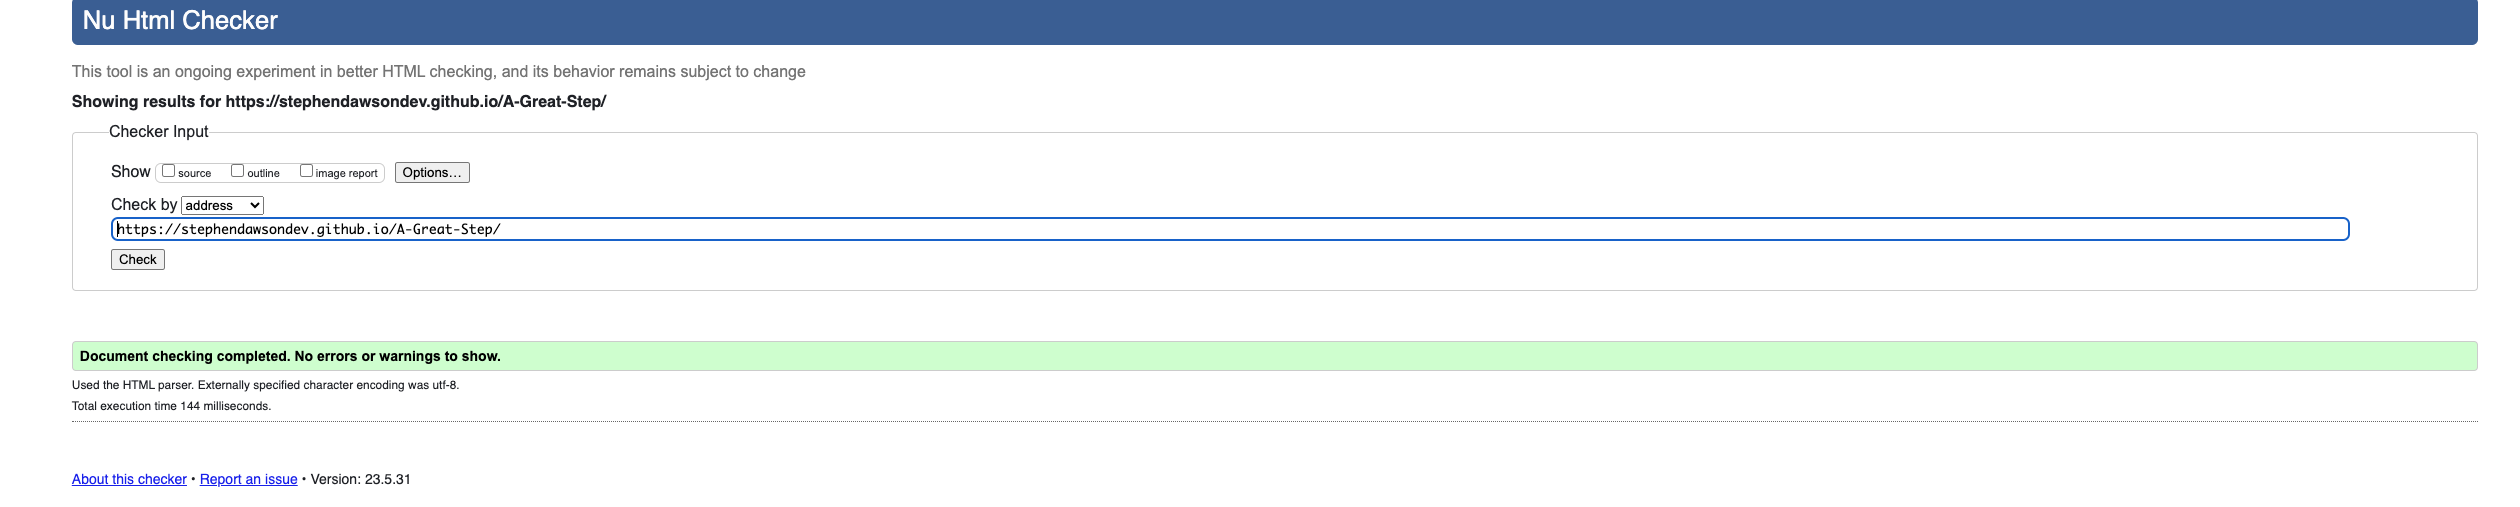 Nu Html Checker
This tool is an ongoing experiment in better HTML checking, and its behavior remains subject to change
Showing results for https://stephendawsondev.github.io/A-Great-Step/
Checker Input
Show source outline image report Options...
Check by address
https://stephendawsondev.github.io/A-Great-Step/
Check
Document checking completed. No errors or warnings to show.
Used the HTML parser. Externally specified character encoding was utf-8.
Total execution time 144 milliseconds.
About this checker • Report an issue • Version: 23.5.31